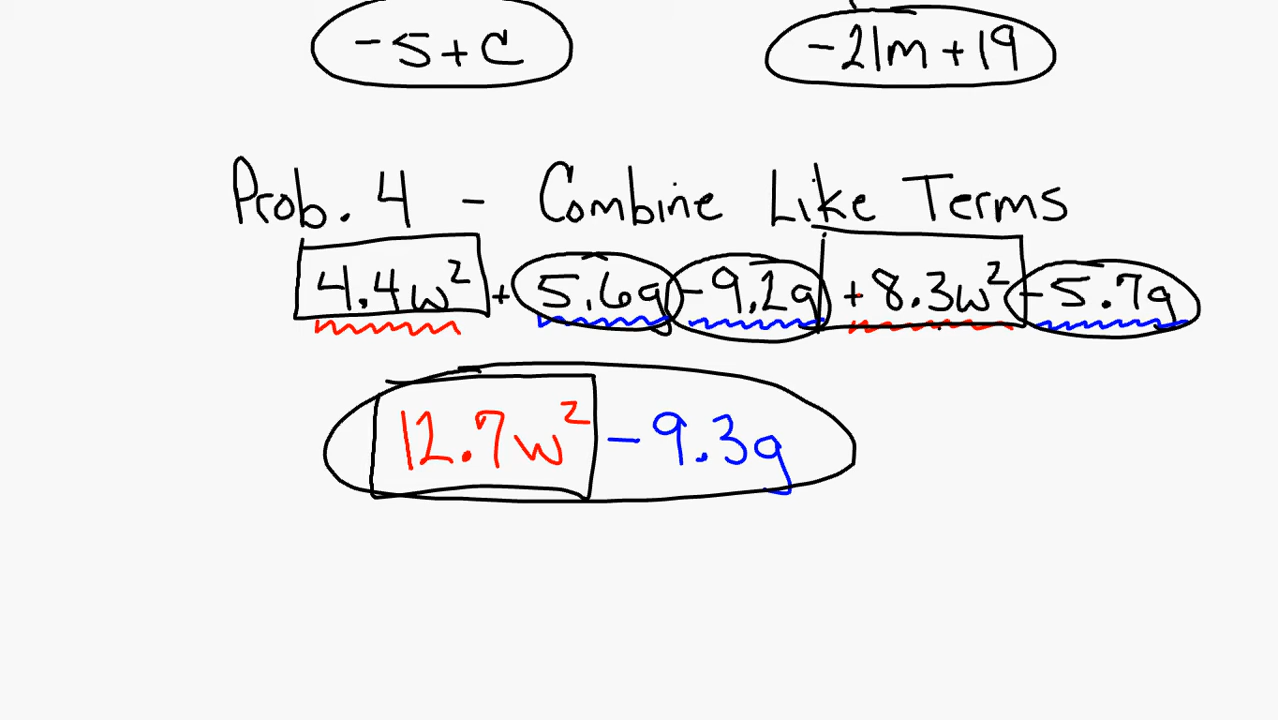 -5+c
-21m+19
Prob. 4 - Combine Like Terms
4.4w² + 5.6g - 9.2g + 8.3w² - 5.7g
12.7w² - 9.3g